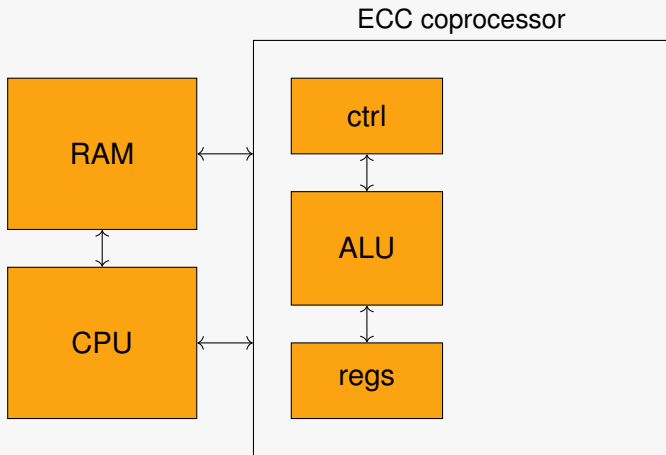 ECC coprocessor
RAM
CPU
ctrl
ALU
regs